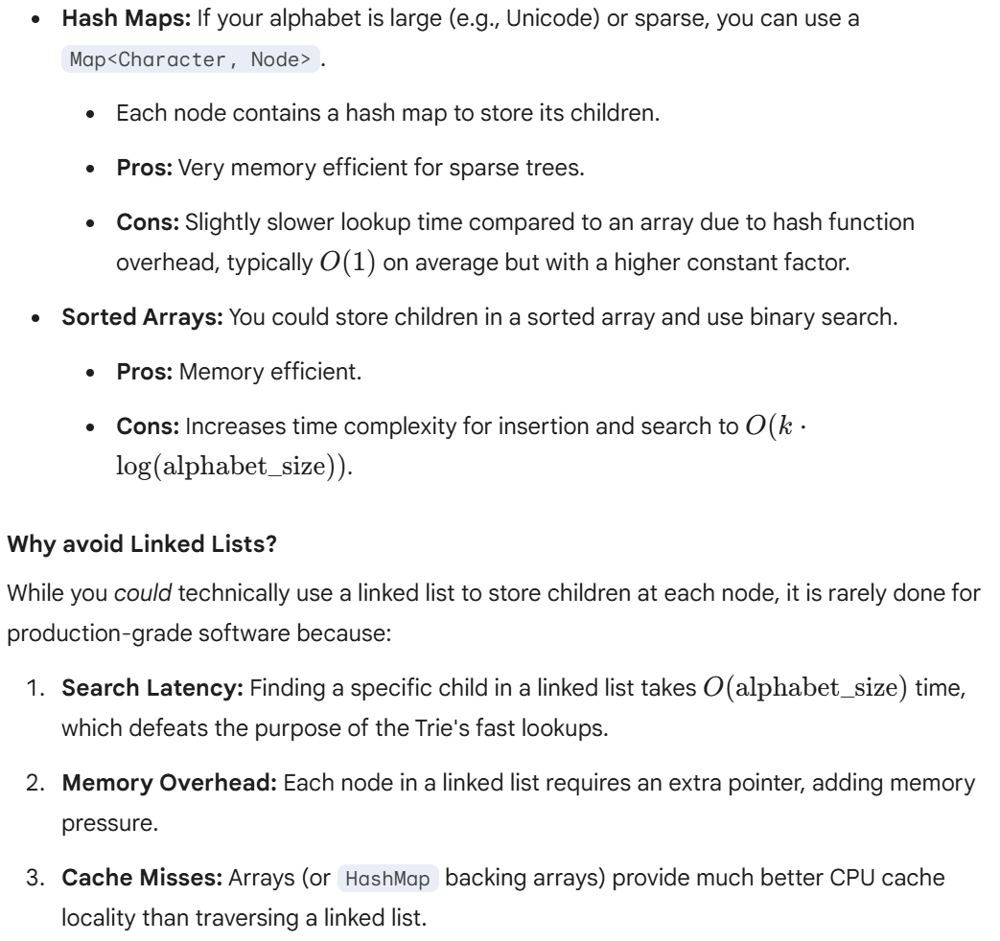 • Hash Maps: If your alphabet is large (e.g., Unicode) or sparse, you can use a
Map<Character, Node>.
• Each node contains a hash map to store its children.
• Pros: Very memory efficient for sparse trees.
• Cons: Slightly slower lookup time compared to an array due to hash function
overhead, typically O(1) on average but with a higher constant factor.
• Sorted Arrays: You could store children in a sorted array and use binary search.
• Pros: Memory efficient.
• Cons: Increases time complexity for insertion and search to O(k ·
log(alphabet_size)).
Why avoid Linked Lists?
While you could technically use a linked list to store children at each node, it is rarely done for
production-grade software because:
1. Search Latency: Finding a specific child in a linked list takes O(alphabet_size) time,
which defeats the purpose of the Trie's fast lookups.
2. Memory Overhead: Each node in a linked list requires an extra pointer, adding memory
pressure.
3. Cache Misses: Arrays (or HashMap backing arrays) provide much better CPU cache
locality than traversing a linked list.